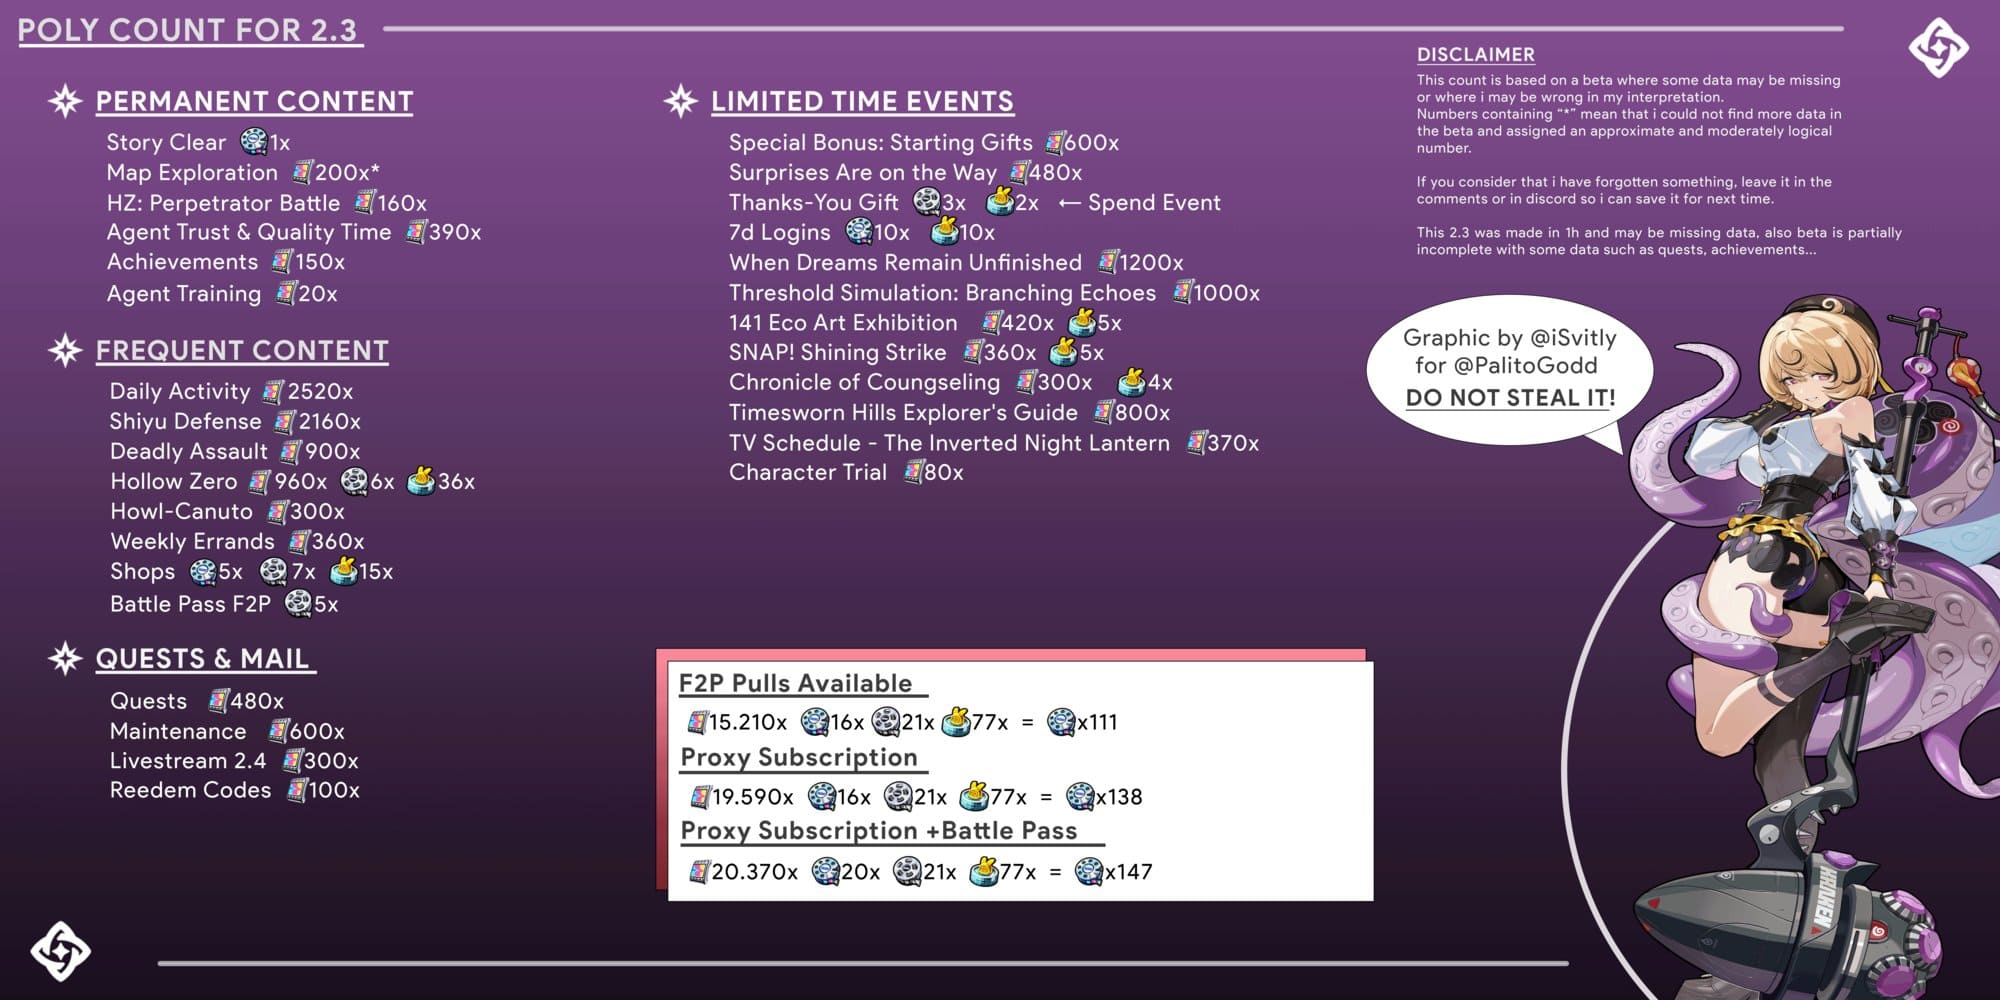 POLY COUNT FOR 2.3
PERMANENT CONTENT
Story Clear 1x
Map Exploration 200x*
HZ: Perpetrator Battle 160x
Agent Trust & Quality Time 390x
Achievements 150x
Agent Training 20x
FREQUENT CONTENT
Daily Activity 2520x
Shiyu Defense 2160x
Deadly Assault 900x
Hollow Zero 960x 6x 36x
Howl-Canuto 300x
Weekly Errands 360x
Shops 5x 7x 15x
Battle Pass F2P 5x
QUESTS & MAIL
Quests 480x
Maintenance 600x
Livestream 2.4 300x
Reedem Codes 100x
LIMITED TIME EVENTS
Special Bonus: Starting Gifts 600x
Surprises Are on the Way 480x
Thanks-You Gift 3x 2x ← Spend Event
7d Logins 10x 10x
When Dreams Remain Unfinished 1200x
Threshold Simulation: Branching Echoes 1000x
141 Eco Art Exhibition 420x 5x
SNAP! Shining Strike 360x 5x
Chronicle of Coungseling 300x 4x
Timesworn Hills Explorer's Guide 800x
TV Schedule - The Inverted Night Lantern 370x
Character Trial 80x
F2P Pulls Available
15.210x 16x 21x 77x = x111
Proxy Subscription
19.590x 16x 21x 77x = x138
Proxy Subscription +Battle Pass
20.370x 20x 21x 77x = x147
DISCLAIMER
This count is based on a beta where some data may be missing
or where i may be wrong in my interpretation.
Numbers containing "*" mean that i could not find more data in
the beta and assigned an approximate and moderately logical
number.
If you consider that i have forgotten something, leave it in the
comments or in discord so i can save it for next time.
This 2.3 was made in 1h and may be missing data, also beta is partially
incomplete with some data such as quests, achievements...
Graphic by @iSvitly
for @PalitoGodd
DO NOT STEAL IT!
KRAKEN